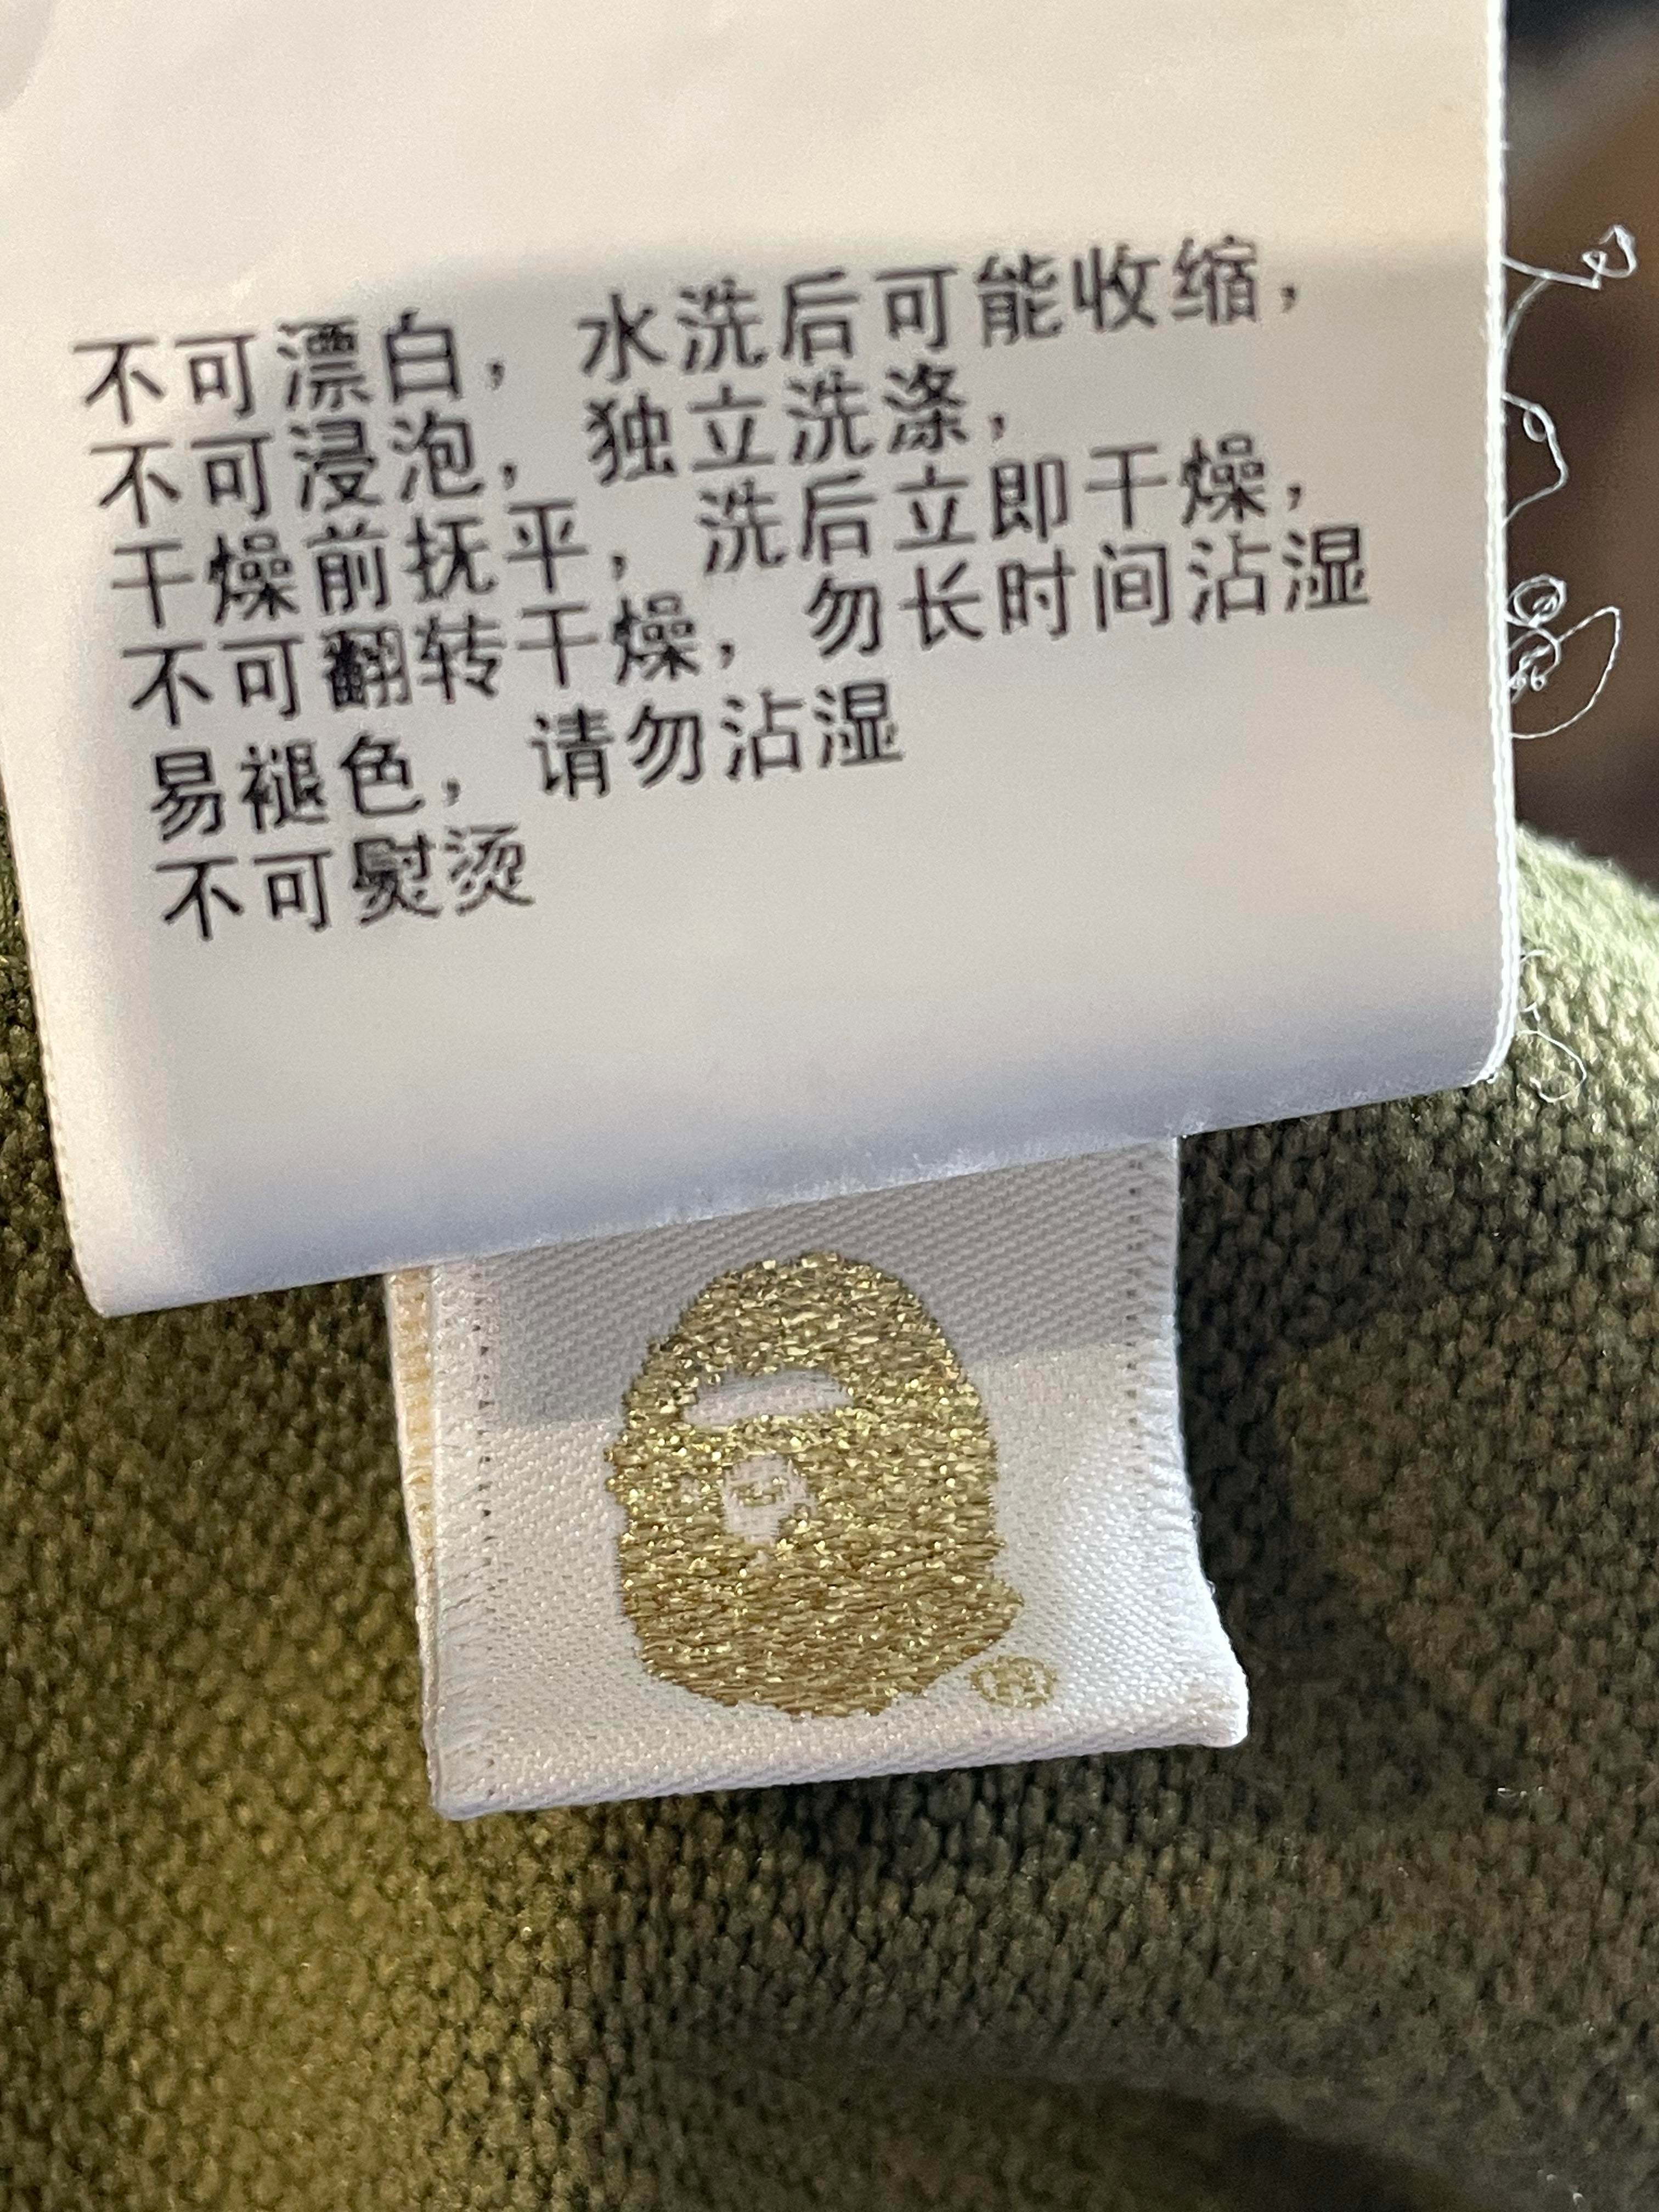 不可漂白，水洗后可能收缩，
不可浸泡，独立洗涤，
干燥前抚平，洗后立即干燥，
不可翻转干燥，勿长时间沾湿
易褪色，请勿沾湿
不可熨烫
®